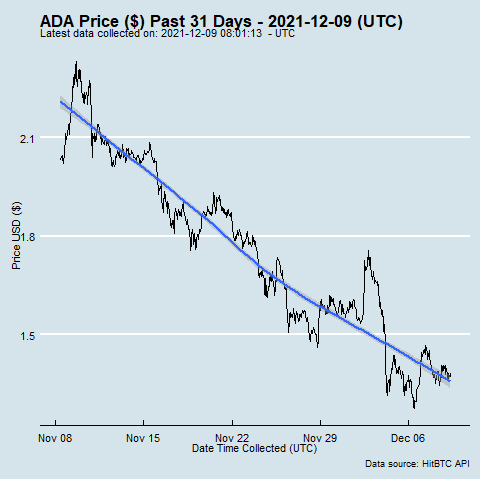 ADA Price ($) Past 31 Days - 2021-12-09 (UTC)
Latest data collected on: 2021-12-09 08:01:13 - UTC
2.1
1.8
1.5
Price USD ($)
Nov 08 Nov 15 Nov 22 Nov 29 Dec 06
Date Time Collected (UTC)
Data source: HitBTC API